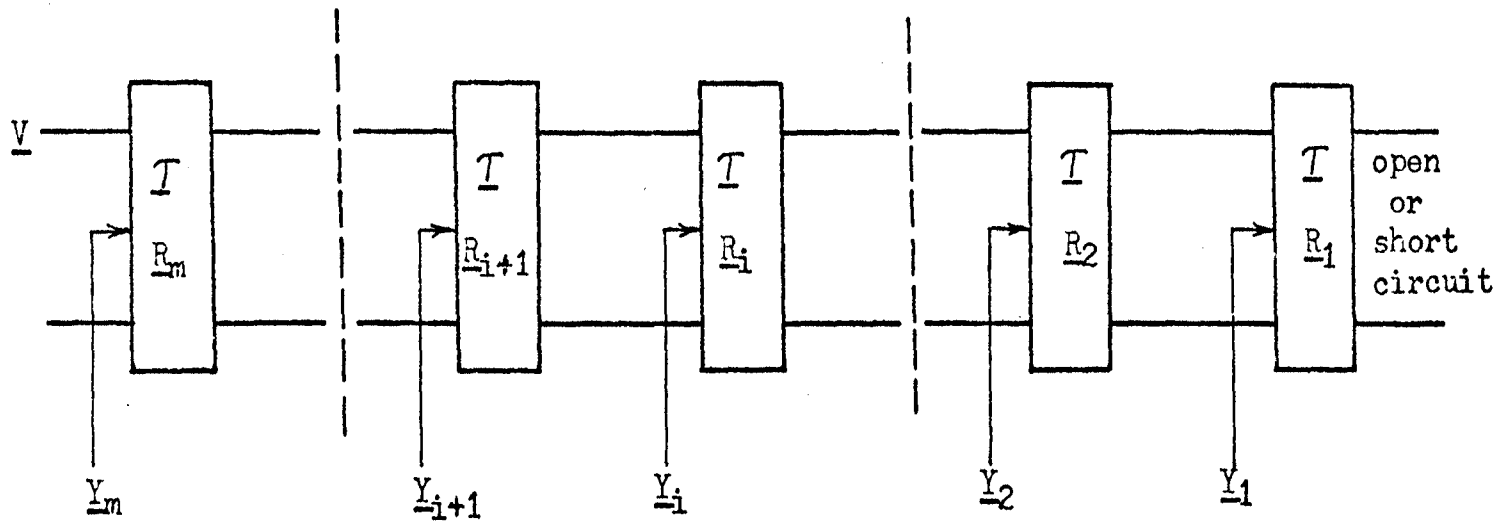 V
T
R_m
T
R_i+1
T
R_i
T
R_2
T
R_1
open
or
short
circuit
Y_m
Y_i+1
Y_i
Y_2
Y_1